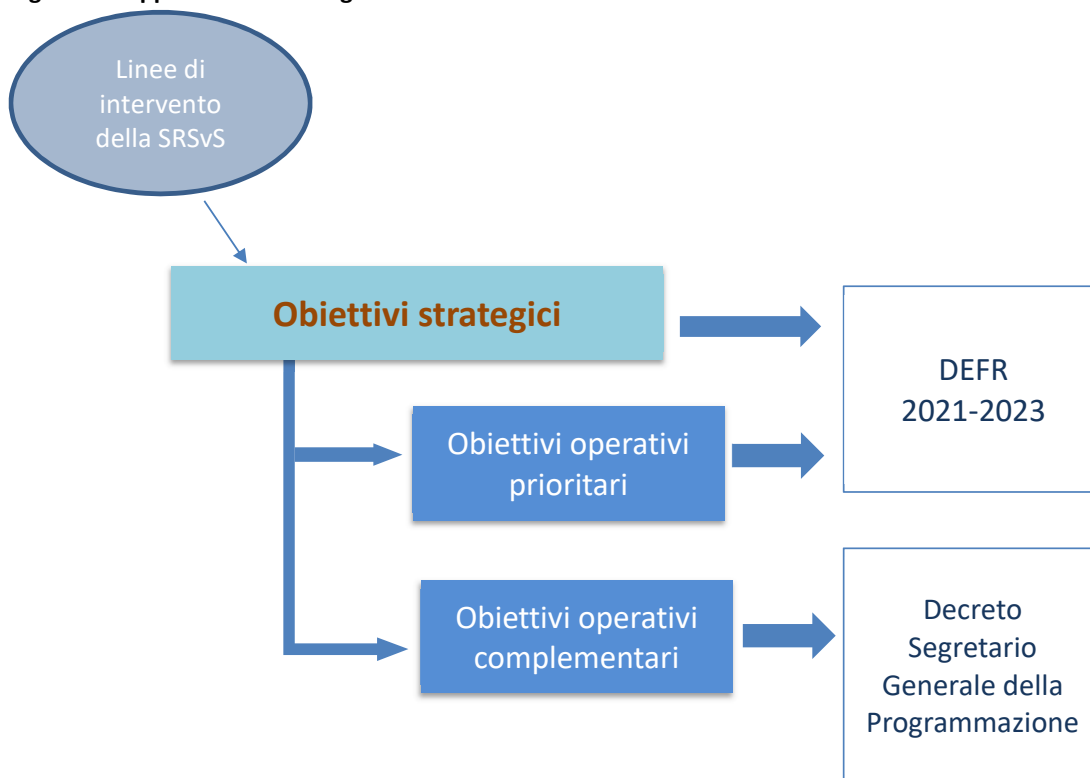 Linee di
intervento
della SRSvS
Obiettivi strategici
DEFR
2021-2023
Obiettivi operativi
prioritari
Obiettivi operativi
complementari
Decreto
Segretario
Generale della
Programmazione